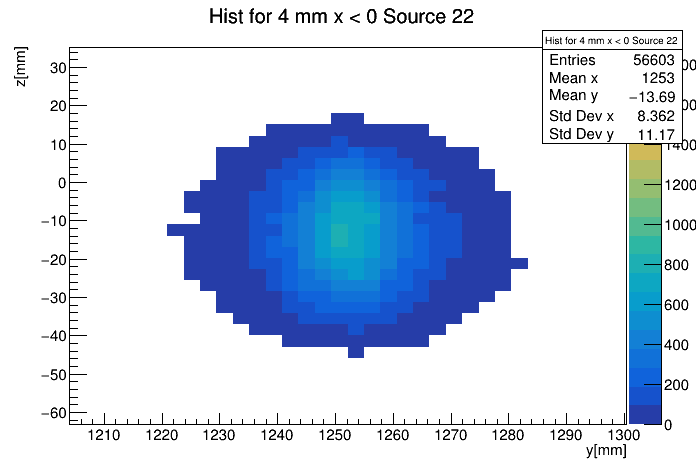 Hist for 4 mm x < 0 Source 22
Hist for 4 mm x < 0 Source 22
Entries 56603
Mean x 1253
Mean y −13.69
Std Dev x 8.362
Std Dev y 11.17
z[mm]
30
20
10
0
−10
−20
−30
−40
−50
−60
1210 1220 1230 1240 1250 1260 1270 1280 1290 1300
y[mm]
1400
1200
1000
800
600
400
200
0